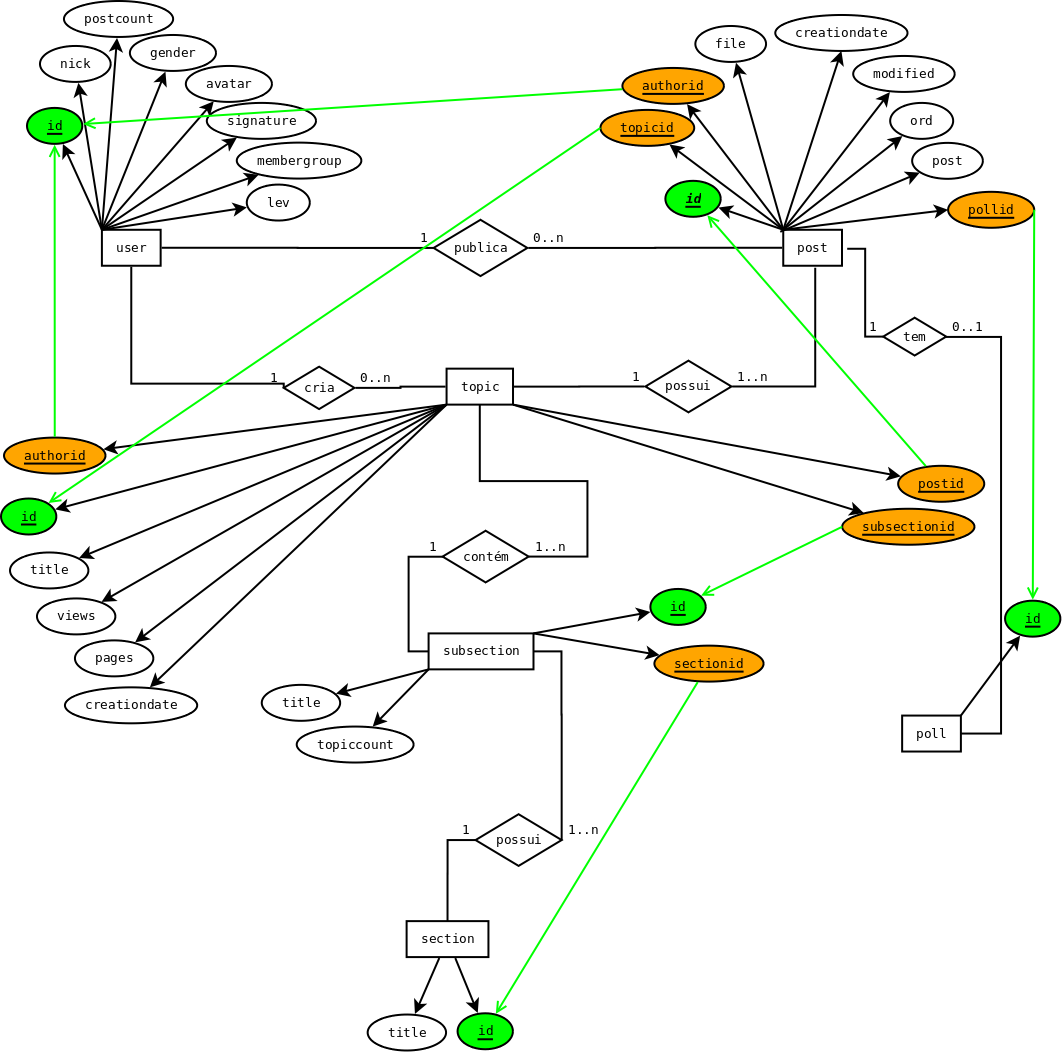 postcount
creationdate
file
gender
nick
modified
avatar
authorid
signature
ord
id
topicid
membergroup
post
id
lev
pollid
user
1
publica
0..n
post
1
tem
0..1
1
cria
0..n
topic
1
possui
1..n
authorid
postid
id
subsectionid
1
contém
1..n
title
views
id
id
pages
subsection
sectionid
title
creationdate
poll
topiccount
1
possui
1..n
section
title
id